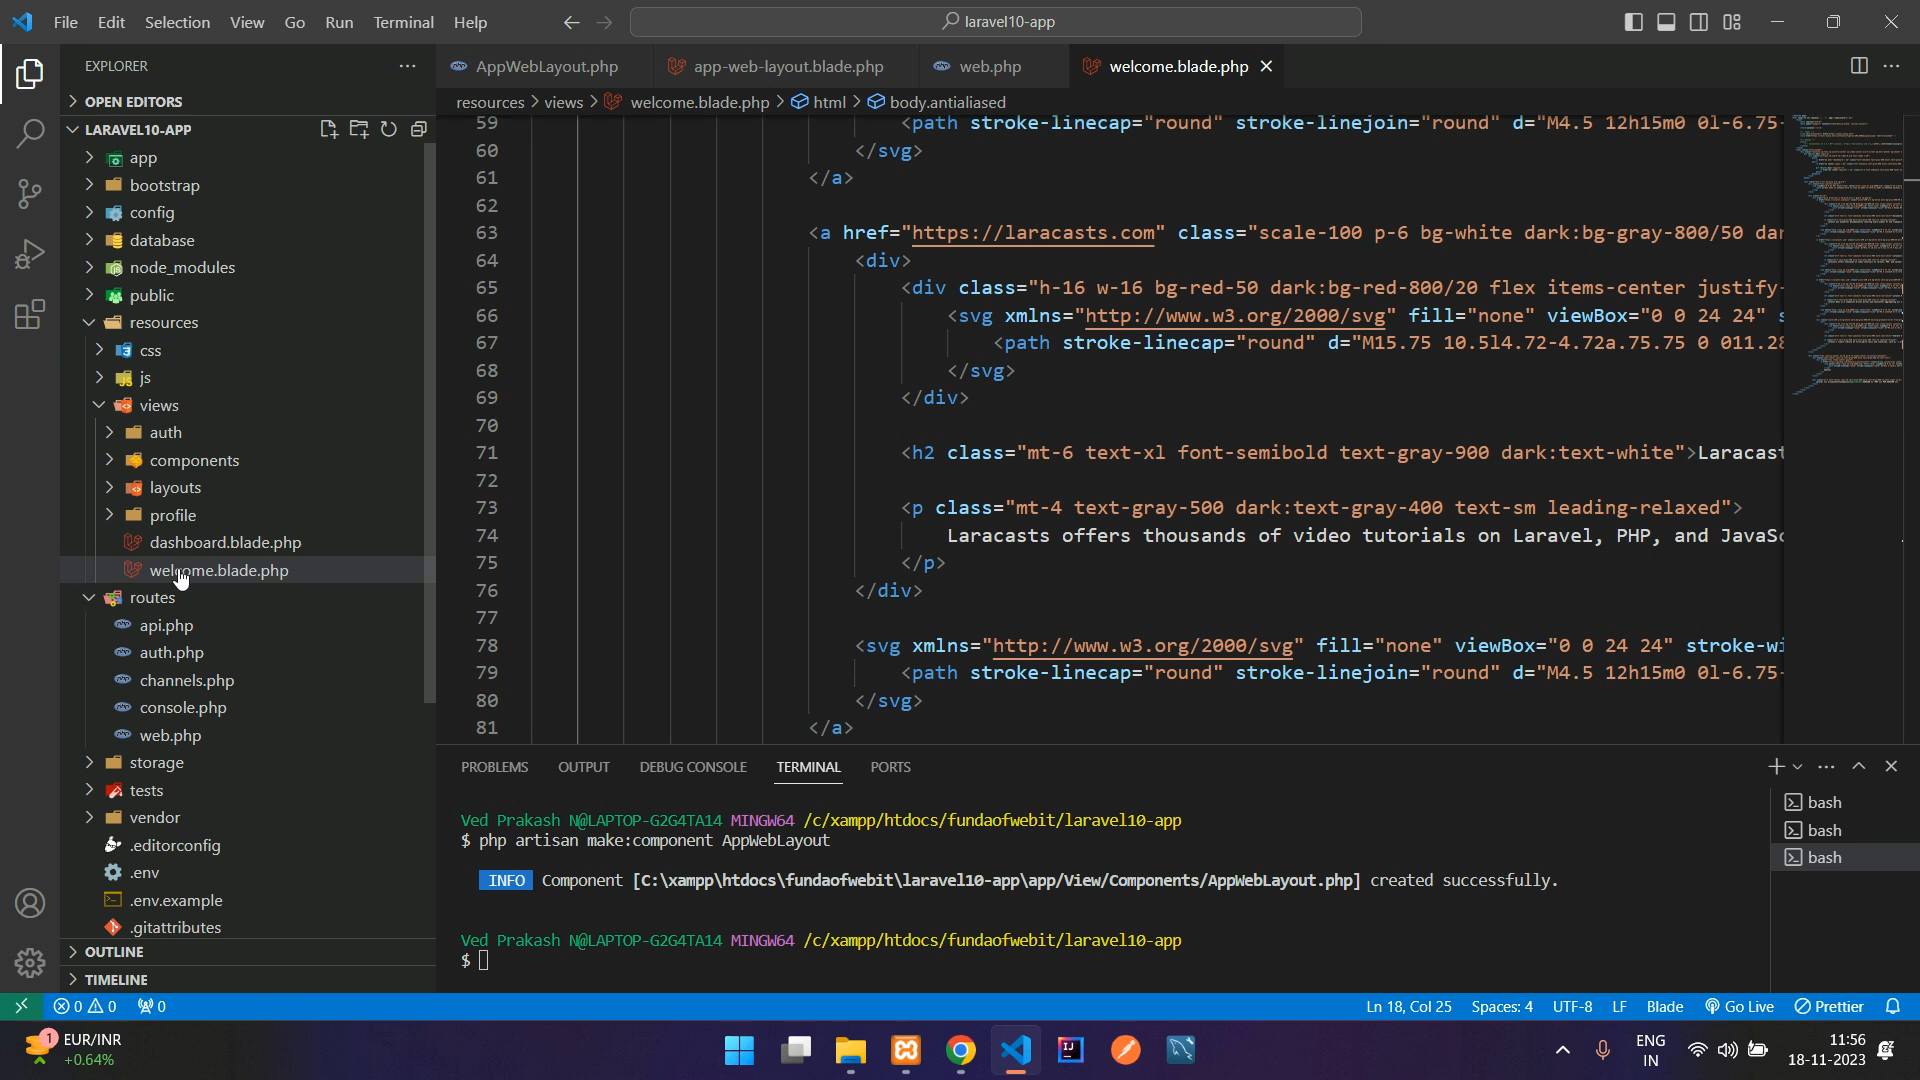 File Edit Selection View Go Run Terminal Help
laravel10-app
EXPLORER
OPEN EDITORS
LARAVEL10-APP
app
bootstrap
config
database
node_modules
public
resources
css
js
views
auth
components
layouts
profile
dashboard.blade.php
welcome.blade.php
routes
api.php
auth.php
channels.php
console.php
web.php
storage
tests
vendor
.editorconfig
.env
.env.example
.gitattributes
OUTLINE
TIMELINE
AppWebLayout.php app-web-layout.blade.php web.php welcome.blade.php
resources > views > welcome.blade.php > html > body.antialiased
59 <path stroke-linecap="round" stroke-linejoin="round" d="M4.5 12h15m0 0l-6.75-
60 </svg>
61 </a>
62
63 <a href="https://laracasts.com" class="scale-100 p-6 bg-white dark:bg-gray-800/50 dar
64 <div>
65 <div class="h-16 w-16 bg-red-50 dark:bg-red-800/20 flex items-center justify-
66 <svg xmlns="http://www.w3.org/2000/svg" fill="none" viewBox="0 0 24 24" s
67 <path stroke-linecap="round" d="M15.75 10.5l4.72-4.72a.75.75 0 011.28
68 </svg>
69 </div>
70
71 <h2 class="mt-6 text-xl font-semibold text-gray-900 dark:text-white">Laracast
72
73 <p class="mt-4 text-gray-500 dark:text-gray-400 text-sm leading-relaxed">
74 Laracasts offers thousands of video tutorials on Laravel, PHP, and JavaSc
75 </p>
76 </div>
77
78 <svg xmlns="http://www.w3.org/2000/svg" fill="none" viewBox="0 0 24 24" stroke-wi
79 <path stroke-linecap="round" stroke-linejoin="round" d="M4.5 12h15m0 0l-6.75-
80 </svg>
81 </a>
PROBLEMS OUTPUT DEBUG CONSOLE TERMINAL PORTS
Ved Prakash N@LAPTOP-G2G4TA14 MINGW64 /c/xampp/htdocs/fundaofwebit/laravel10-app
$ php artisan make:component AppWebLayout
INFO Component [C:\xampp\htdocs\fundaofwebit\laravel10-app\app/View/Components/AppWebLayout.php] created successfully.
Ved Prakash N@LAPTOP-G2G4TA14 MINGW64 /c/xampp/htdocs/fundaofwebit/laravel10-app
$
bash
bash
bash
0 0 0 Ln 18, Col 25 Spaces: 4 UTF-8 LF Blade Go Live Prettier
1 EUR/INR
+0.64%
ENG
IN
11:56
18-11-2023